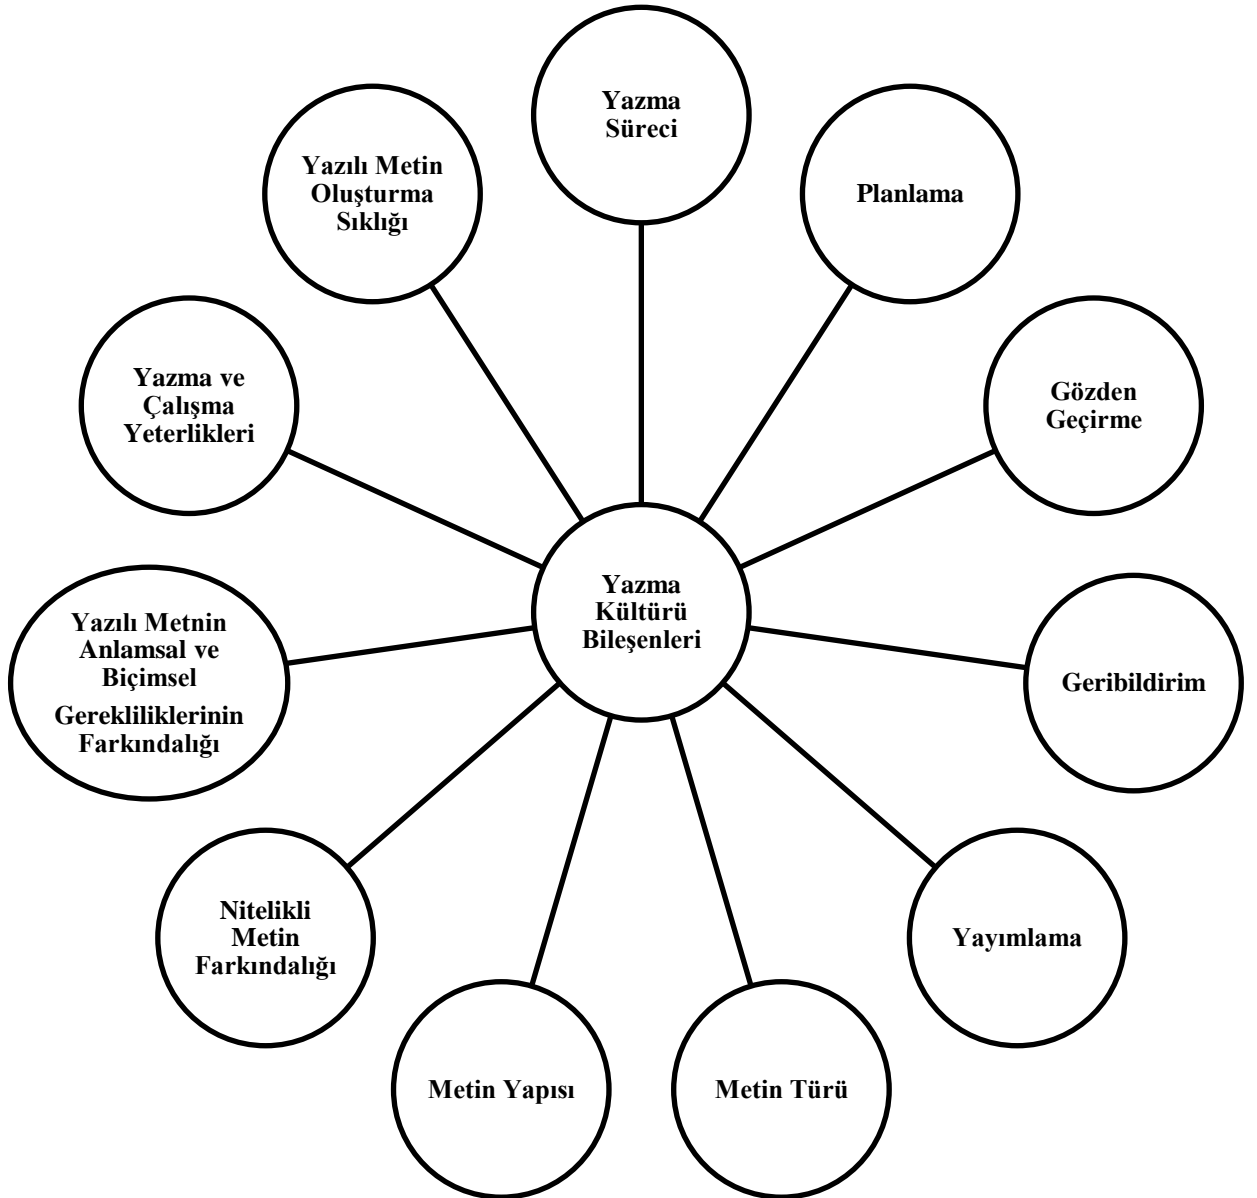 Yazma
Süreci
Planlama
Gözden
Geçirme
Geribildirim
Yayımlama
Metin Türü
Metin Yapısı
Nitelikli
Metin
Farkındalığı
Yazılı Metnin
Anlamsal ve
Biçimsel
Gerekliliklerinin
Farkındalığı
Yazma ve
Çalışma
Yeterlikleri
Yazılı Metin
Oluşturma
Sıklığı
Yazma
Kültürü
Bileşenleri